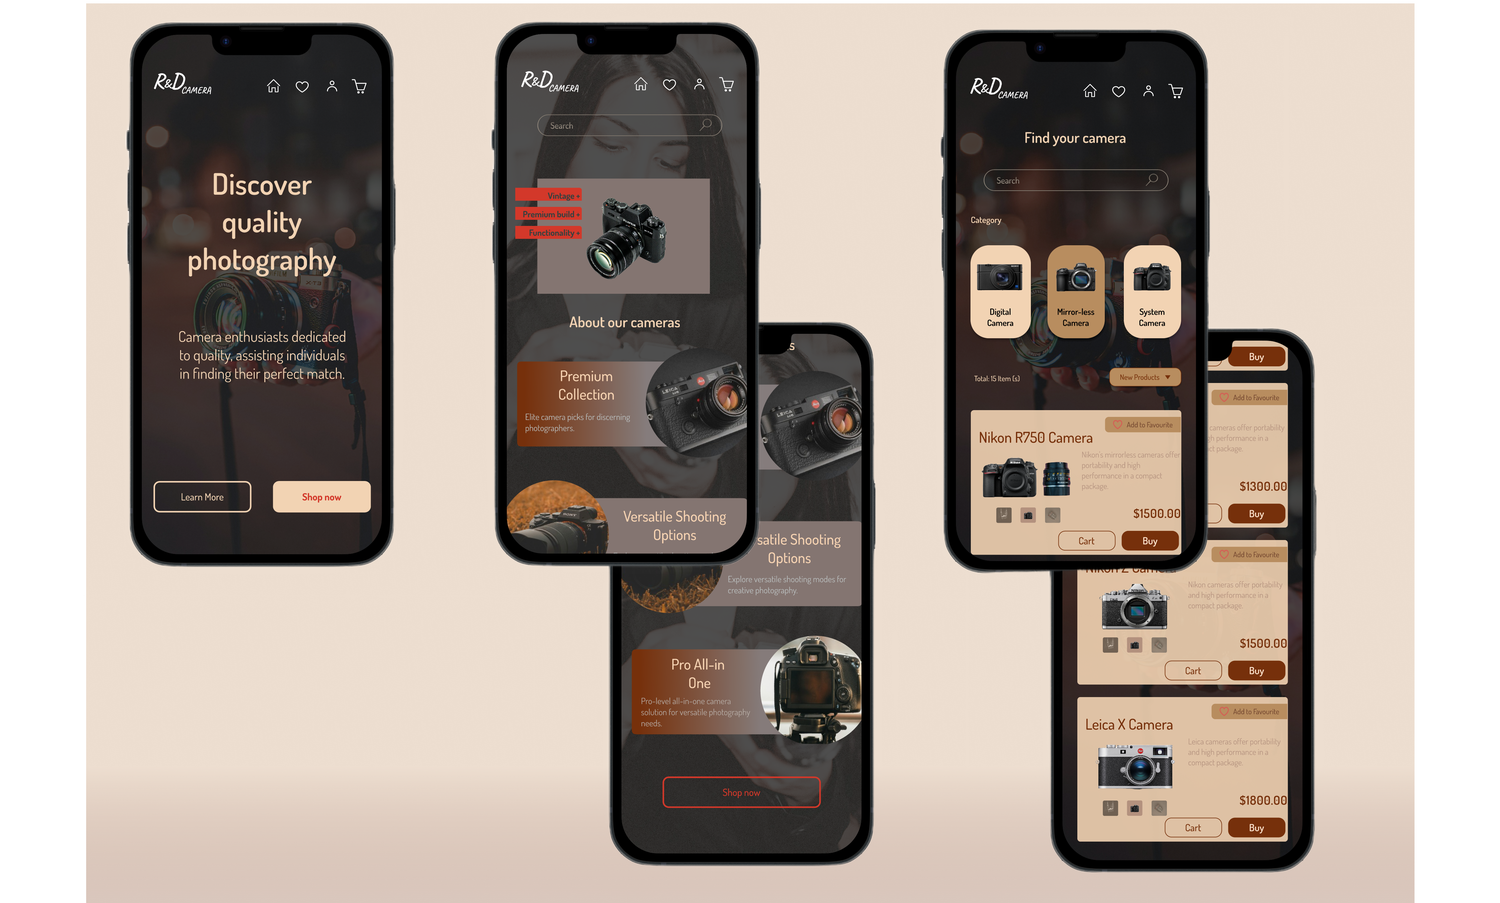 R&D CAMERA
Discover
quality
photography
Camera enthusiasts dedicated
to quality, assisting individuals
in finding their perfect match.
Learn More
Shop now
R&D CAMERA
Search
Vintage +
Premium build +
Functionality +
About our cameras
Premium
Collection
Elite camera picks for discerning
photographers.
LEICA
Versatile Shooting
Options
s
LEICA
satile Shooting
Options
Explore versatile shooting modes for
creative photography.
Pro All-in
One
Pro-level all-in-one camera
solution for versatile photography
needs.
Shop now
R&D CAMERA
Find your camera
Search
Category
Digital
Camera
Mirror-less
Camera
System
Camera
Total: 15 Item (s)
New Products
Add to Favourite
Nikon R750 Camera
Nikon's mirrorless cameras offer
portability and high
performance in a compact
package.
$1500.00
Cart
Buy
Buy
Add to Favourite
cameras offer portability
gh performance in a
ct package.
$1300.00
Buy
Add to Favourite
Nikon Z Camera
Nikon cameras offer portability
and high performance in a
compact package.
$1500.00
Cart
Buy
Add to Favourite
Leica X Camera
Leica cameras offer portability
and high performance in a
compact package.
$1800.00
Cart
Buy